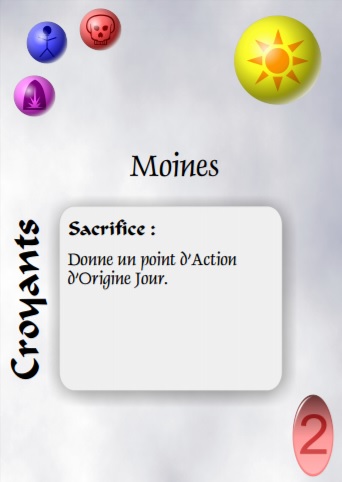 Moines
Croyants
Sacrifice :
Donne un point d'Action
d'Origine Jour.
2